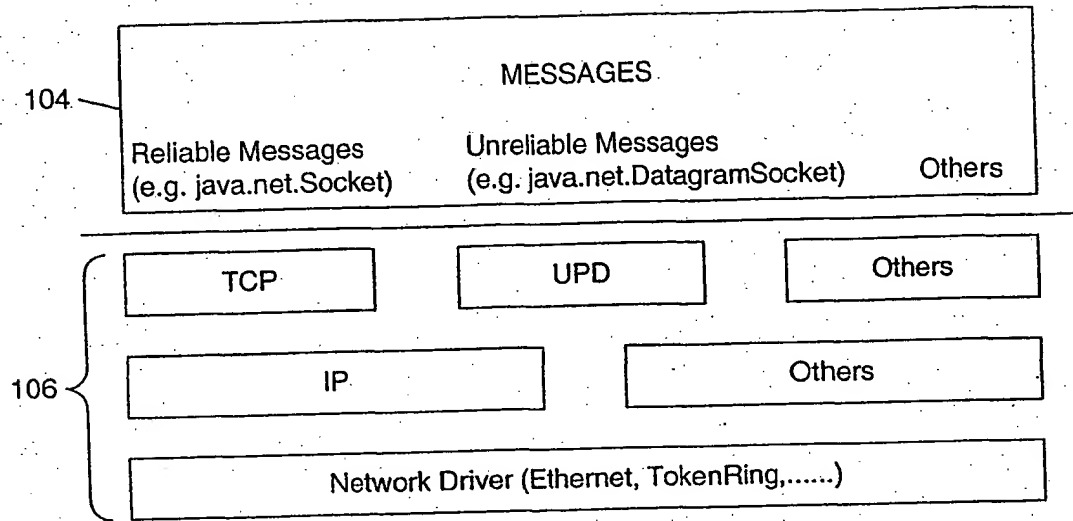 MESSAGES
104
Reliable Messages
(e.g. java.net.Socket)
Unreliable Messages
(e.g. java.net.DatagramSocket)
Others
TCP
UPD
Others
106
IP
Others
Network Driver (Ethernet, TokenRing,......)